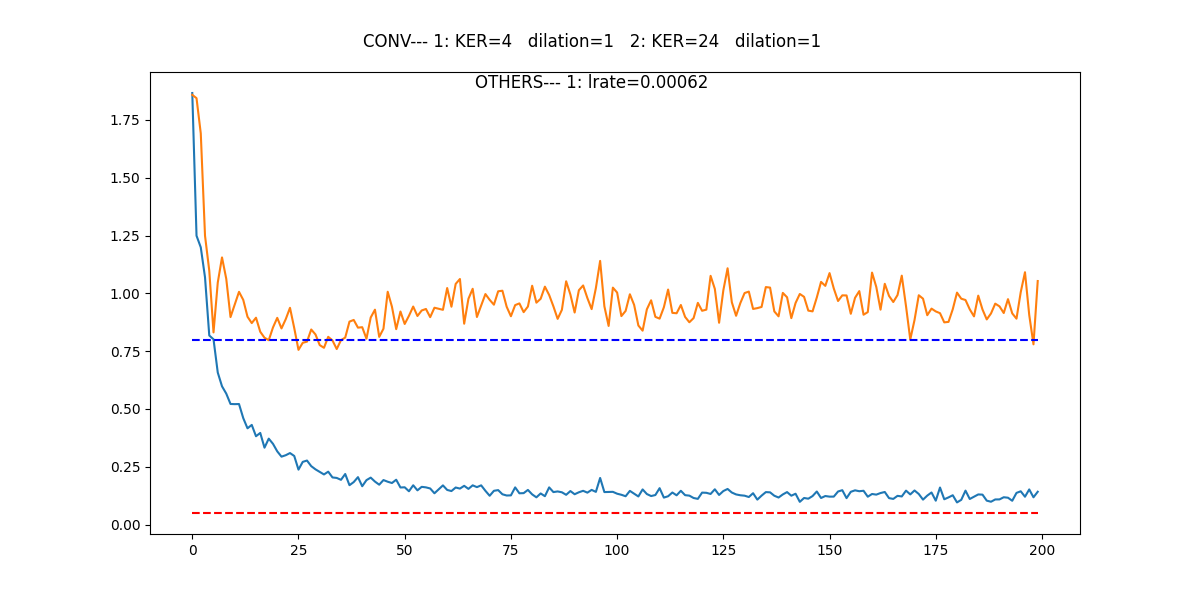 CONV--- 1: KER=4   dilation=1   2: KER=24   dilation=1
OTHERS--- 1: lrate=0.00062
1.75
1.50
1.25
1.00
0.75
0.50
0.25
0.00
0 25 50 75 100 125 150 175 200